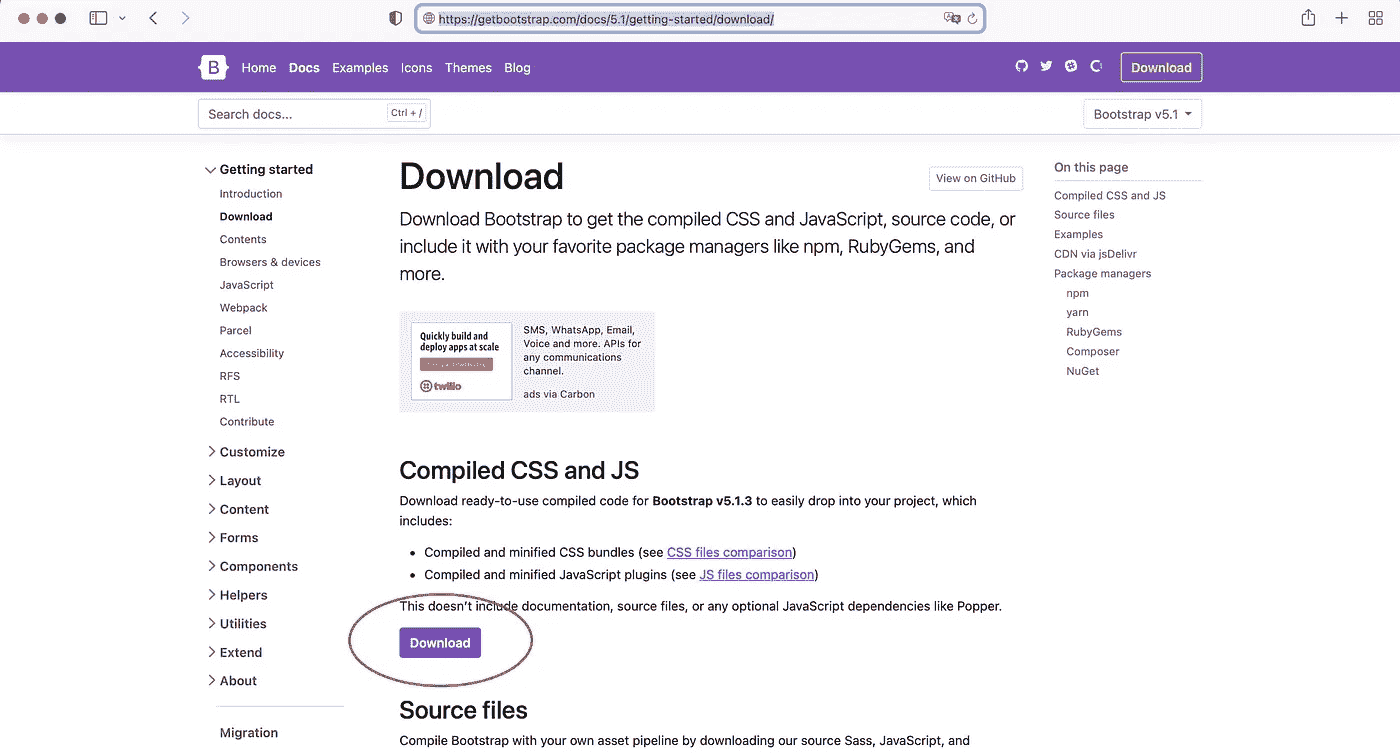 https://getbootstrap.com/docs/5.1/getting-started/download/
B Home Docs Examples Icons Themes Blog Download
Search docs... Ctrl + /
Bootstrap v5.1
Getting started
Introduction
Download
Contents
Browsers & devices
JavaScript
Webpack
Parcel
Accessibility
RFS
RTL
Contribute
Customize
Layout
Content
Forms
Components
Helpers
Utilities
Extend
About
Migration
Download
View on GitHub
Download Bootstrap to get the compiled CSS and JavaScript, source code, or
include it with your favorite package managers like npm, RubyGems, and
more.
Quickly build and
deploy apps at scale
twilio
SMS, WhatsApp, Email,
Voice and more. APIs for
any communications
channel.
ads via Carbon
Compiled CSS and JS
Download ready-to-use compiled code for Bootstrap v5.1.3 to easily drop into your project, which
includes:
• Compiled and minified CSS bundles (see CSS files comparison)
• Compiled and minified JavaScript plugins (see JS files comparison)
This doesn't include documentation, source files, or any optional JavaScript dependencies like Popper.
Download
Source files
Compile Bootstrap with your own asset pipeline by downloading our source Sass, JavaScript, and
On this page
Compiled CSS and JS
Source files
Examples
CDN via jsDelivr
Package managers
npm
yarn
RubyGems
Composer
NuGet